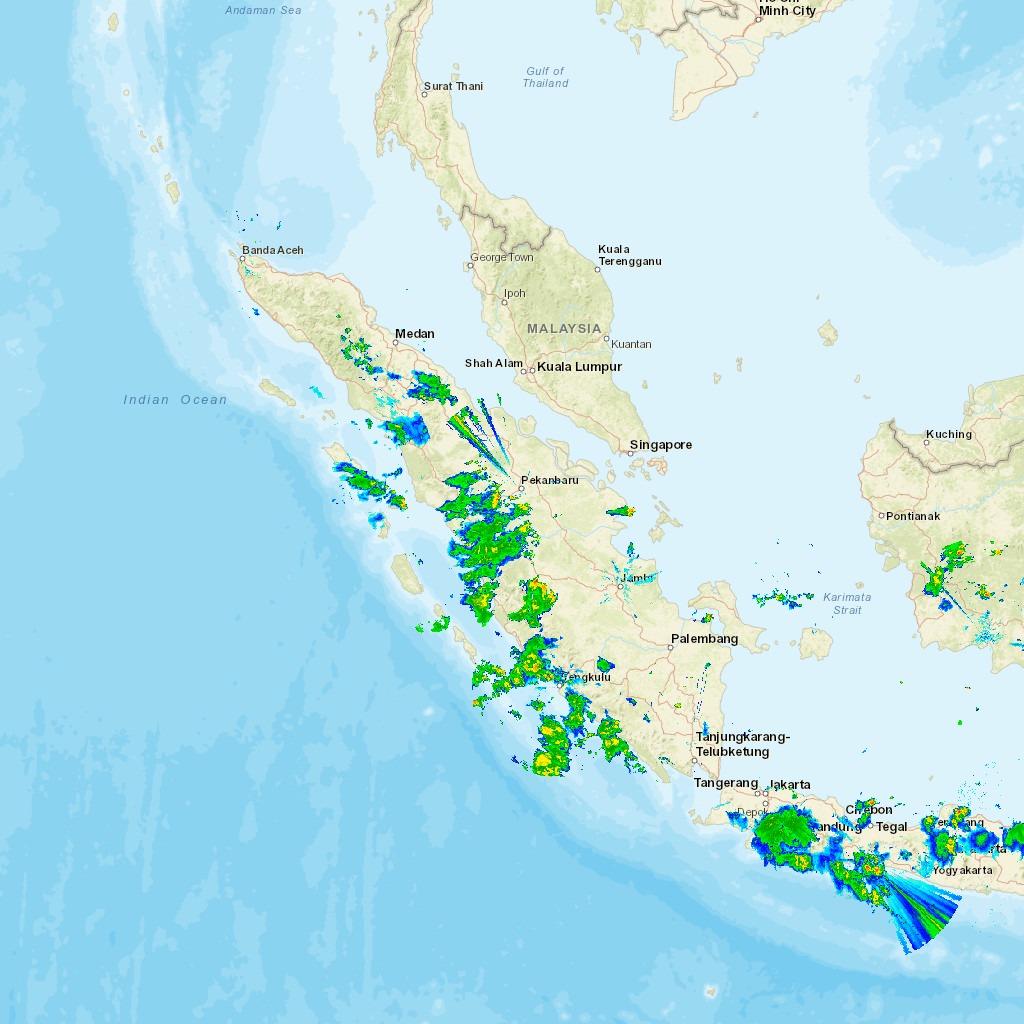 Andaman Sea
Minh City
Gulf of
Thailand
Surat Thani
Banda Aceh
George Town
Kuala
Terengganu
Ipoh
MALAYSIA
Medan
Kuantan
Shah Alam
Kuala Lumpur
Indian Ocean
Singapore
Kuching
Pekanbaru
Pontianak
Jambi
Karimata
Strait
Palembang
Tanjungkarang-
Telubketung
Tangerang
Jakarta
Depok
Tegal
Yogyakarta